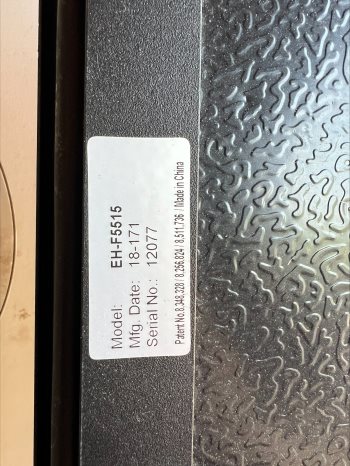 Model: EH-F5515
Mfg. Date: 18-171
Serial No.: 12077
Patent No.8,348,328 / 8,256,824 / 8,511,736 / Made in China